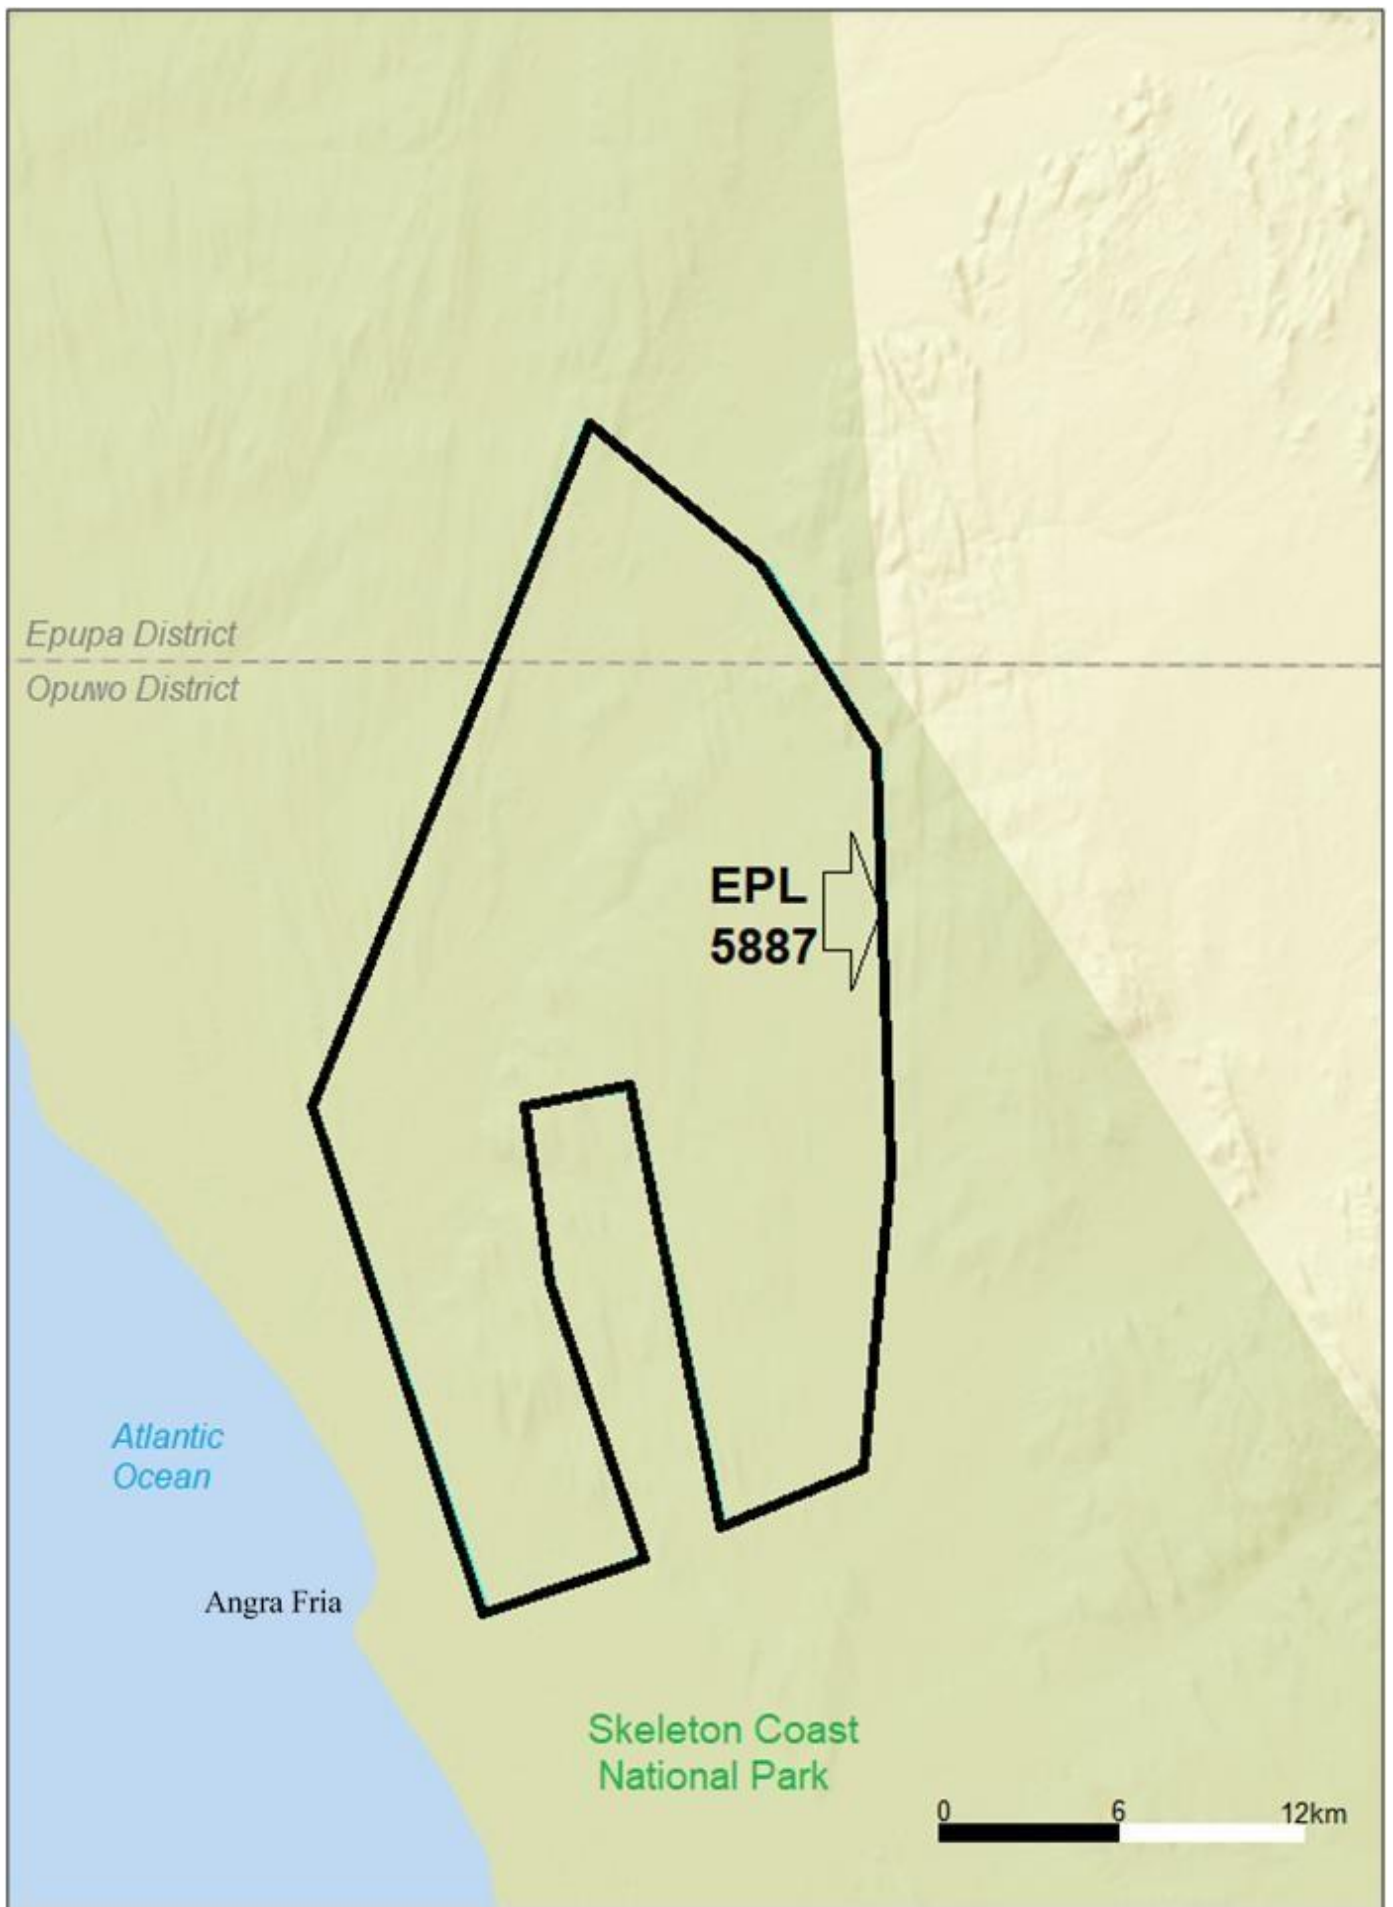 Epupa District
Opuwo District
EPL
5887
Atlantic
Ocean
Angra Fria
Skeleton Coast
National Park
0 6 12km